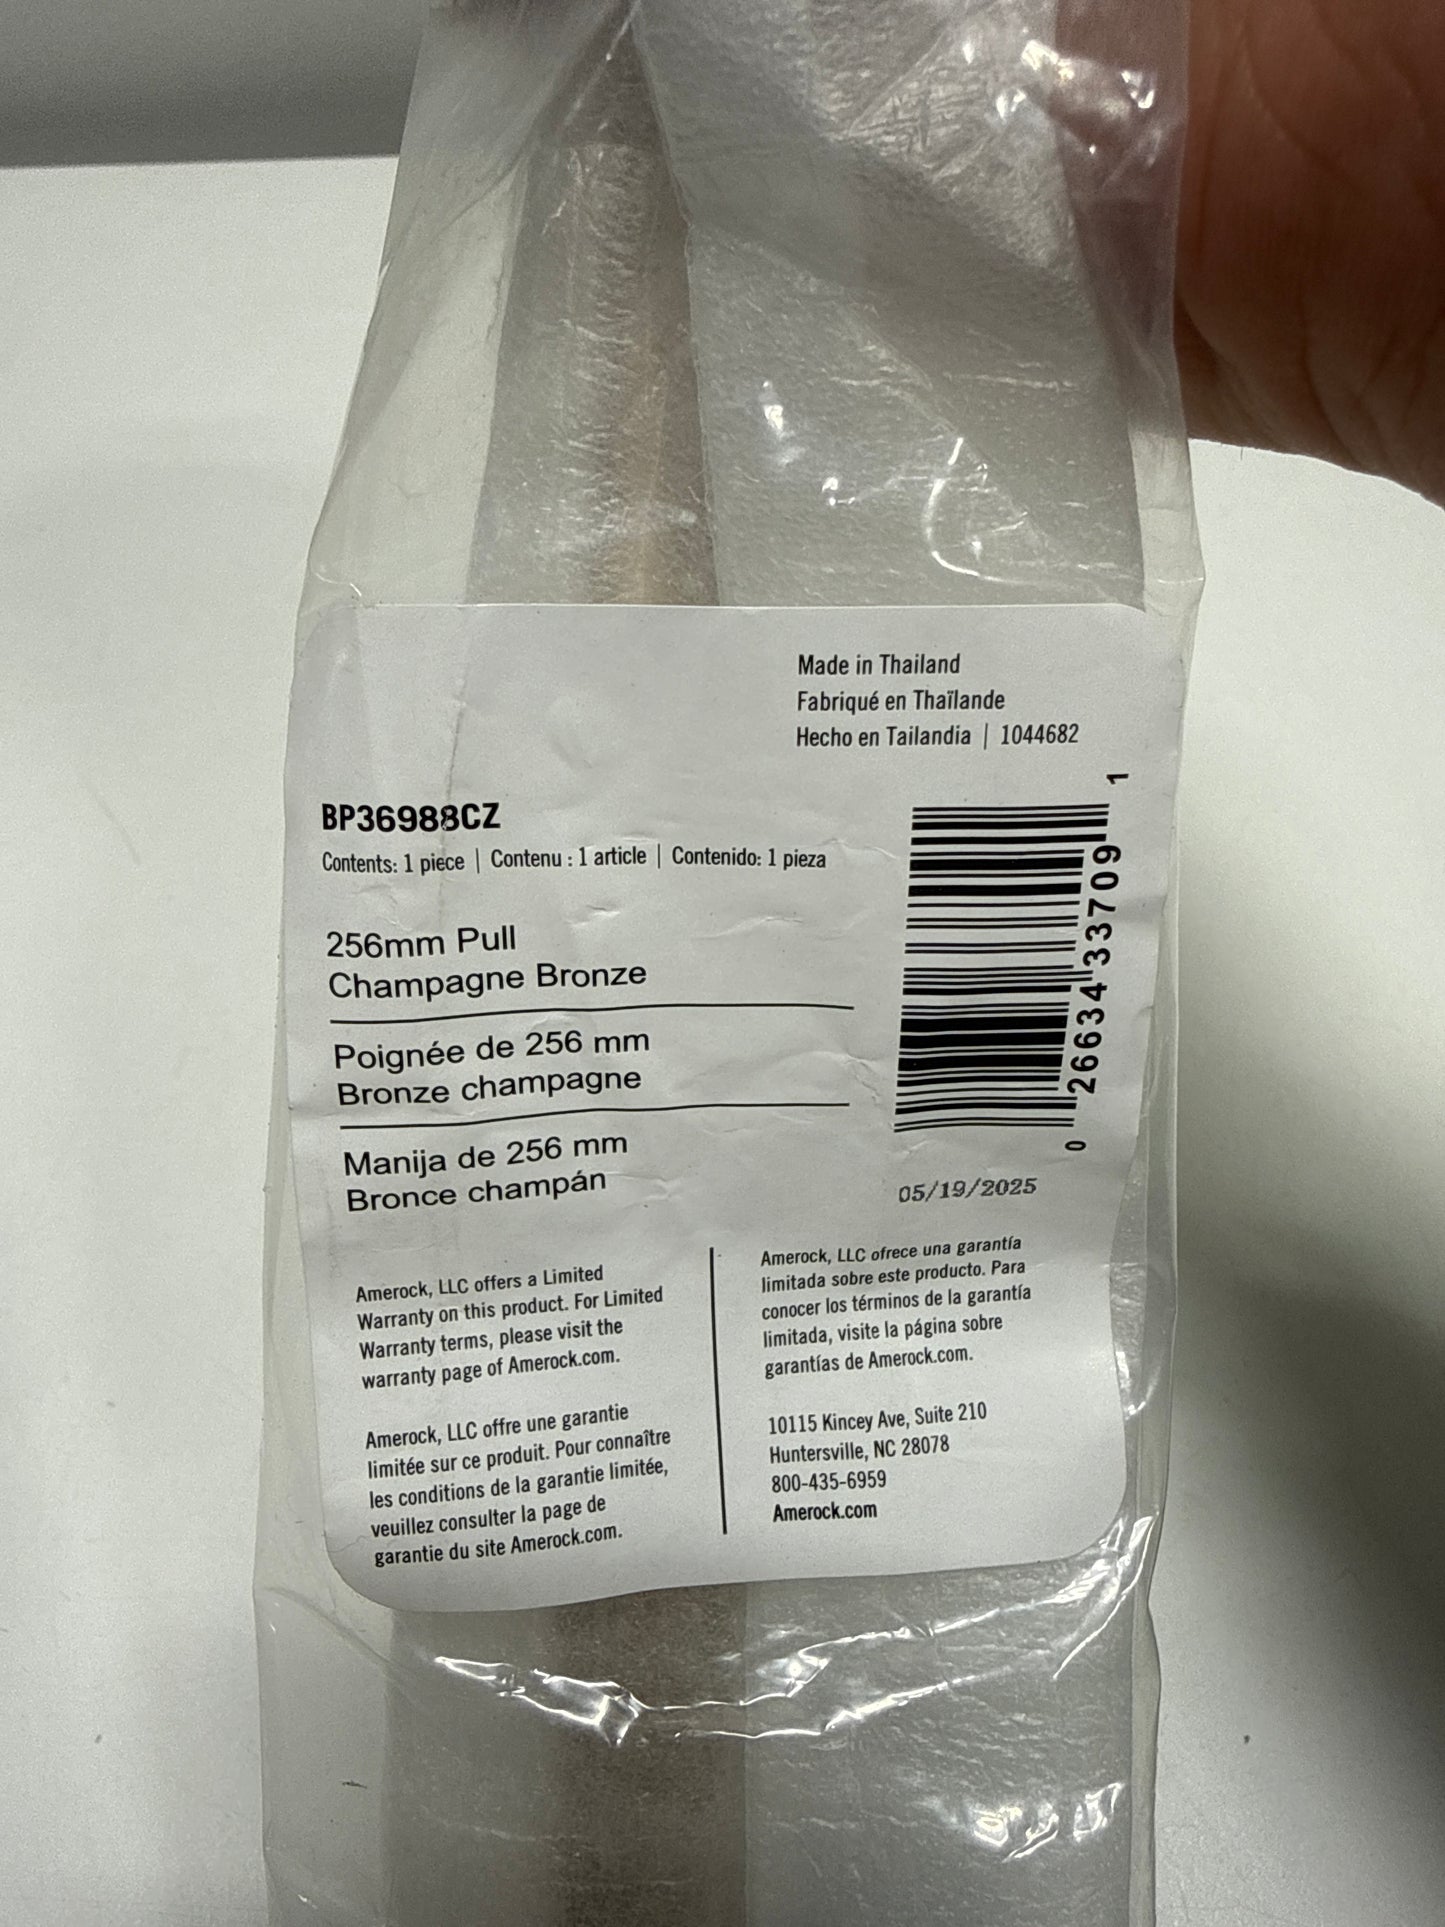 Made in Thailand
Fabriqué en Thaïlande
Hecho en Tailandia | 1044682
BP36988CZ
Contents: 1 piece | Contenu : 1 article | Contenido: 1 pieza
256mm Pull
Champagne Bronze
Poignée de 256 mm
Bronze champagne
Manija de 256 mm
Bronce champán
0 26634 33709 1
05/19/2025
Amerock, LLC offers a Limited
Warranty on this product. For Limited
Warranty terms, please visit the
warranty page of Amerock.com.
Amerock, LLC offre une garantie
limitée sur ce produit. Pour connaître
les conditions de la garantie limitée,
veuillez consulter la page de
garantie du site Amerock.com.
Amerock, LLC ofrece una garantía
limitada sobre este producto. Para
conocer los términos de la garantía
limitada, visite la página sobre
garantías de Amerock.com.
10115 Kincey Ave, Suite 210
Huntersville, NC 28078
800-435-6959
Amerock.com